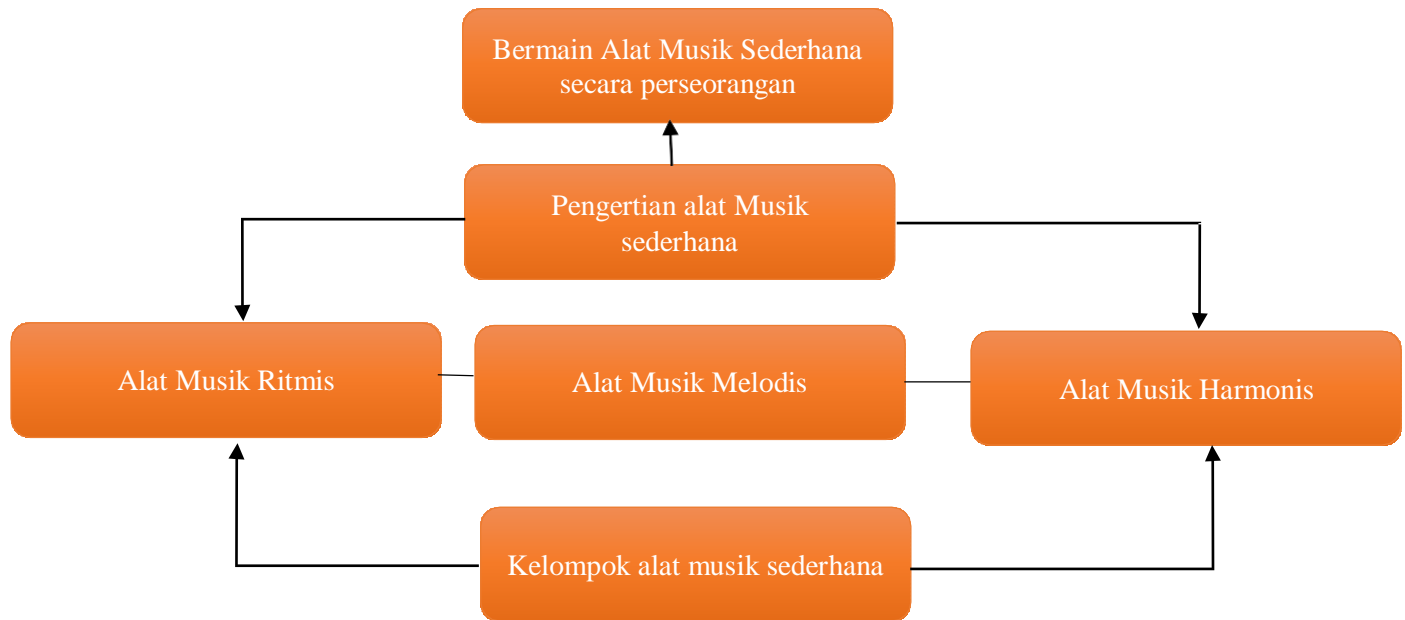 Bermain Alat Musik Sederhana
secara perseorangan
Pengertian alat Musik
sederhana
Alat Musik Ritmis
Alat Musik Melodis
Alat Musik Harmonis
Kelompok alat musik sederhana